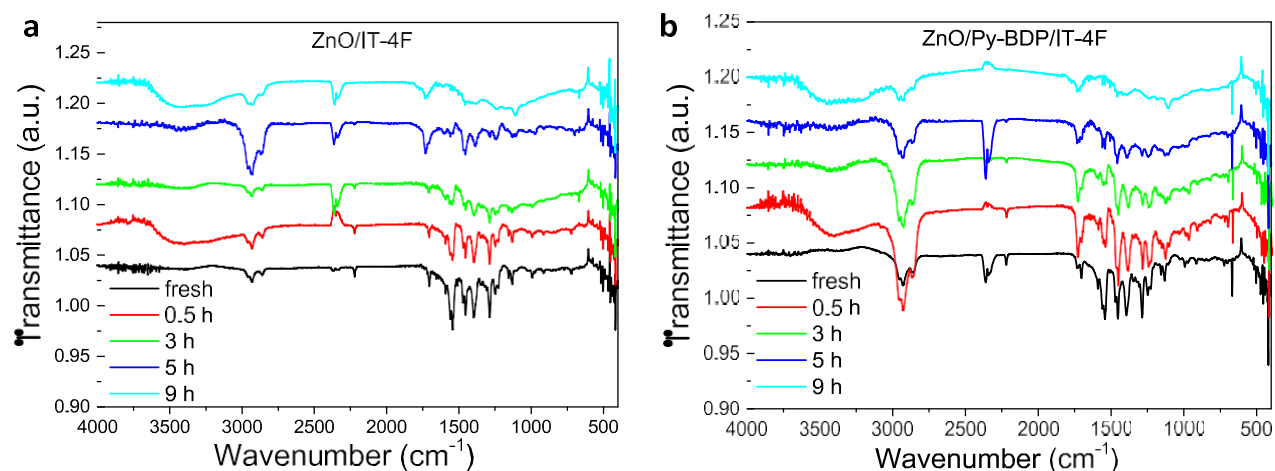 a
ZnO/IT-4F
1.25
1.20
1.15
1.10
1.05
1.00
0.95
0.90
Transmittance (a.u.)
fresh
0.5 h
3 h
5 h
9 h
4000 3500 3000 2500 2000 1500 1000 500
Wavenumber (cm⁻¹)
b
ZnO/Py-BDP/IT-4F
1.25
1.20
1.15
1.10
1.05
1.00
0.95
0.90
Transmittance (a.u.)
fresh
0.5 h
3 h
5 h
9 h
4000 3500 3000 2500 2000 1500 1000 500
Wavenumber (cm⁻¹)